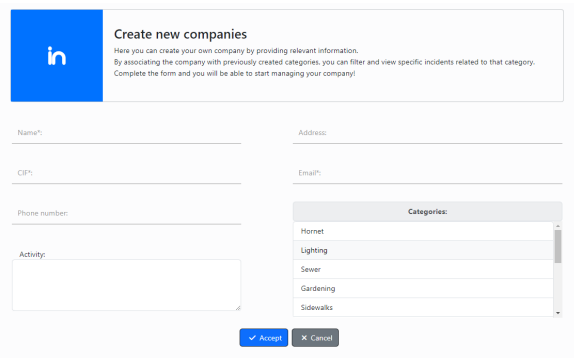 in
Create new companies
Here you can create your own company by providing relevant information.
By associating the company with previously created categories, you can filter and view specific incidents related to that category.
Complete the form and you will be able to start managing your company!
Name*:
Address:
CIF*:
Email*:
Phone number:
Categories:
Hornet
Lighting
Sewer
Gardening
Sidewalks
Activity:
Accept
Cancel